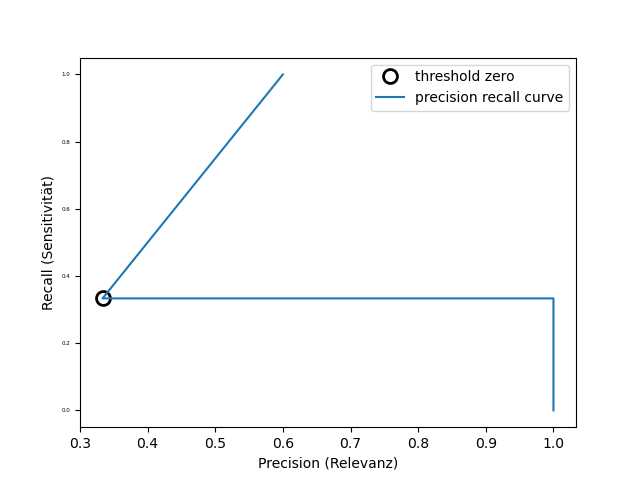 threshold zero
precision recall curve
Recall (Sensitivität)
1.0
0.8
0.6
0.4
0.2
0.0
0.3 0.4 0.5 0.6 0.7 0.8 0.9 1.0
Precision (Relevanz)